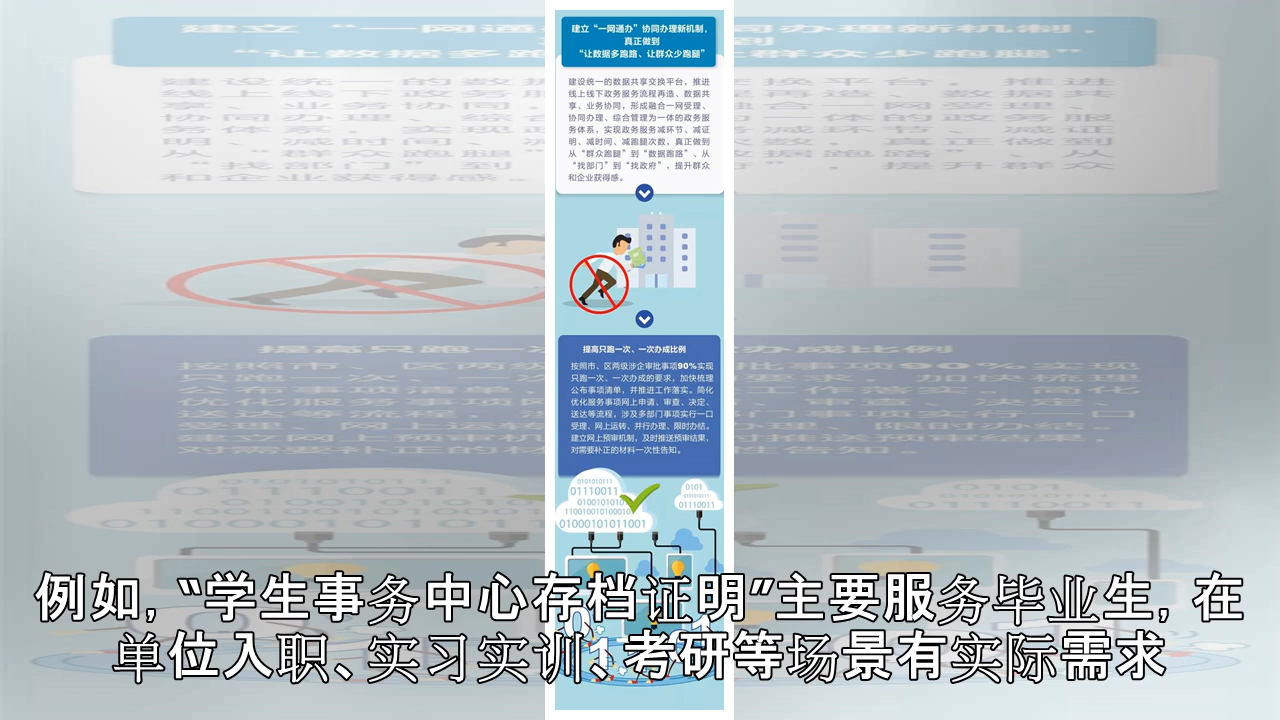 建立“一网通办”协同办理新机制,
真正做到
“让数据多跑路、让群众少跑腿”
建设统一的数据共享交换平台，推进
线上线下政务服务流程再造、数据共
享、业务协同，形成融合一网受理、
协同办理、综合管理为一体的政务服
务体系，实现政务服务减环节、减证
明、减时间、减跑腿次数，真正做到
从“群众跑腿”到“数据跑路”、从
“找部门”到“找政府”，提升群众
和企业获得感。
提高只跑一次、一次办成比例
按照市、区两级涉企审批事项90%实现
只跑一次、一次办成的要求，加快梳理
公布事项清单，并推进工作落实。简化
优化服务事项网上申请、审查、决定、
送达等流程，涉及多部门事项实行一口
受理、网上运转、并行办理、限时办结。
建立网上预审机制，及时推送预审结果，
对需要补正的材料一次性告知。
0101010111
01110011
0100101010
110010010100010
01000101011001
0101
01110011
例如,“学生事务中心存档证明”主要服务毕业生, 在
单位入职、实习实训、考研等场景有实际需求